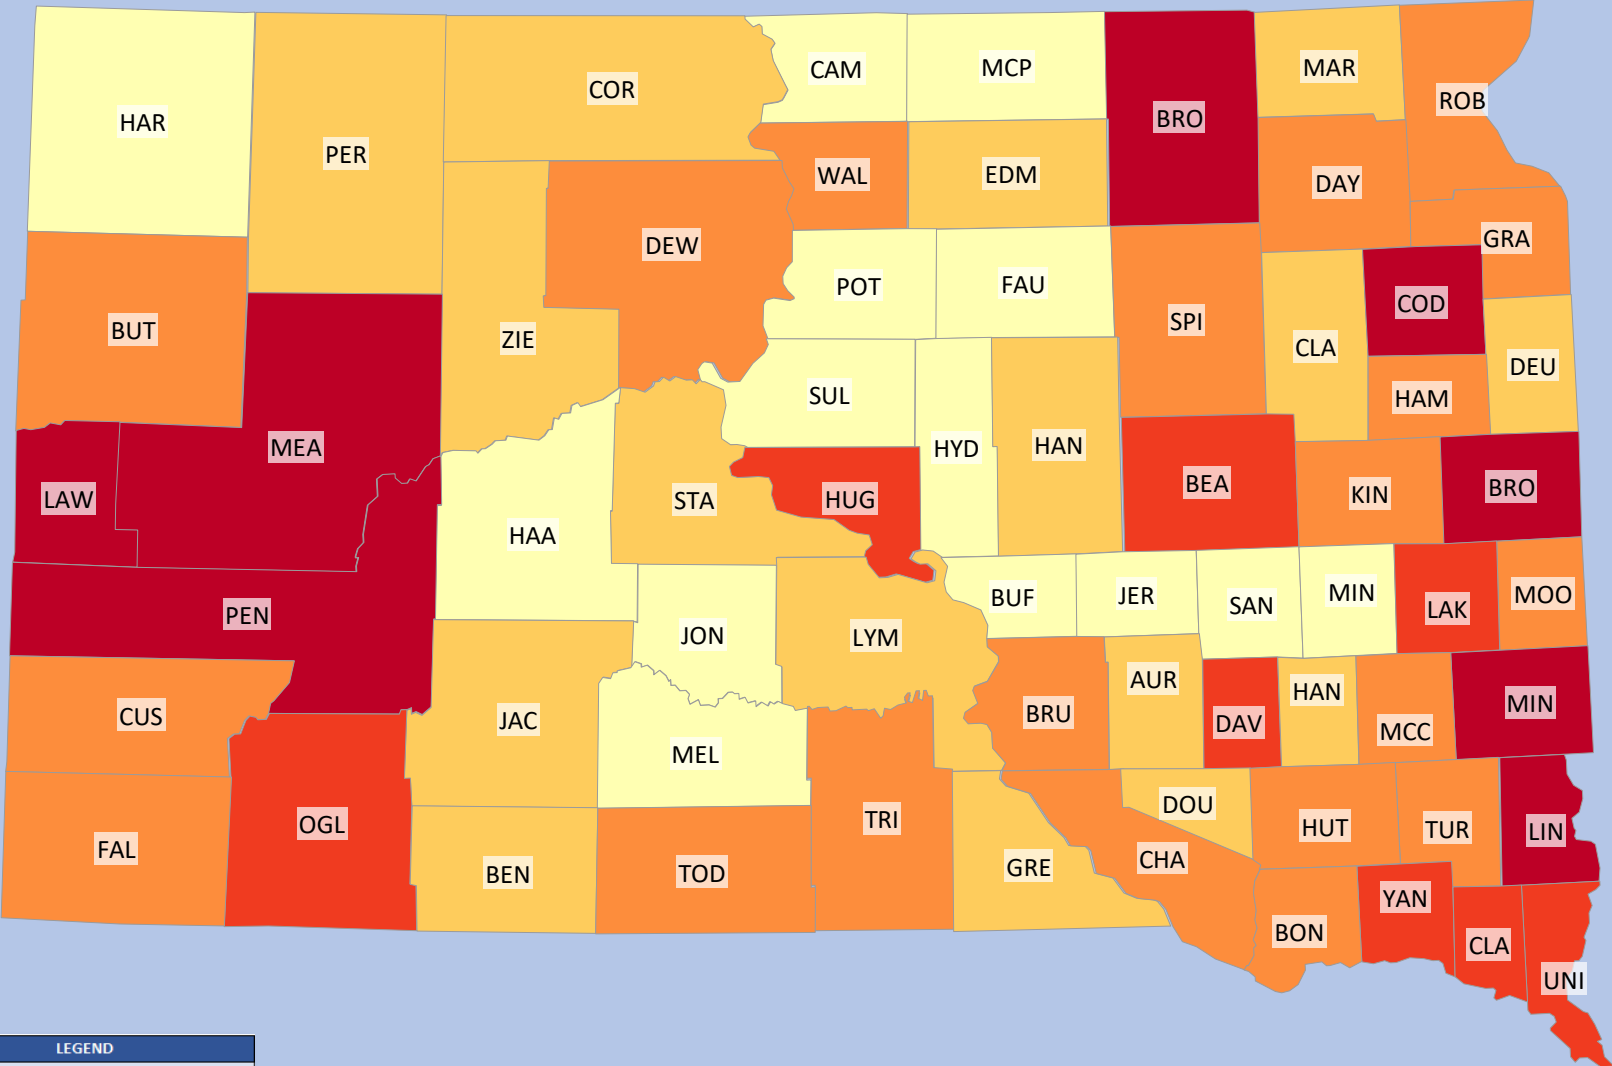 HAR
PER
COR
CAM
MCP
BRO
MAR
ROB
WAL
EDM
DAY
DEW
GRA
BUT
ZIE
POT
FAU
SPI
CLA
COD
DEU
MEA
SUL
HAM
HYD
HAN
LAW
STA
HUG
BEA
KIN
BRO
HAA
PEN
JON
LYM
BUF
JER
SAN
MIN
LAK
MOO
CUS
JAC
MEL
BRU
AUR
DAV
HAN
MCC
MIN
FAL
OGL
BEN
TOD
TRI
GRE
DOU
CHA
HUT
TUR
LIN
BON
YAN
CLA
UNI
LEGEND